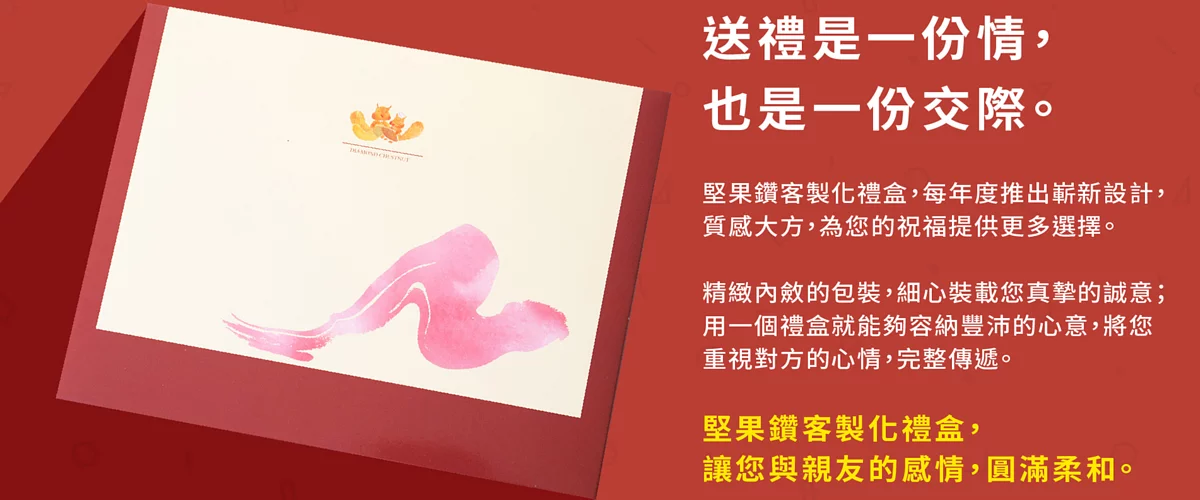 DIAMOND CHESTNUT
送禮是一份情，
也是一份交際。
堅果鑽客製化禮盒，每年度推出嶄新設計，
質感大方，為您的祝福提供更多選擇。
精緻內斂的包裝，細心裝載您真摯的誠意；
用一個禮盒就能夠容納豐沛的心意，將您
重視對方的心情，完整傳遞。
堅果鑽客製化禮盒，
讓您與親友的感情，圓滿柔和。